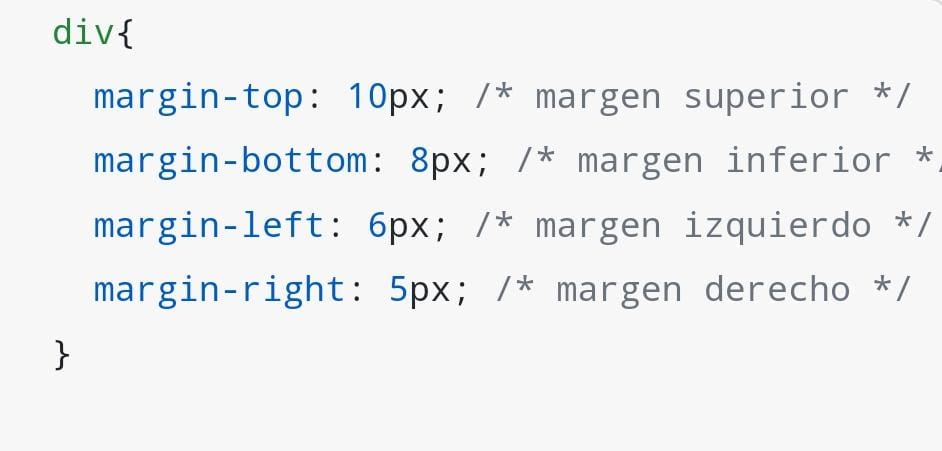 div{
margin-top: 10px; /* margen superior */
margin-bottom: 8px; /* margen inferior */
margin-left: 6px; /* margen izquierdo */
margin-right: 5px; /* margen derecho */
}